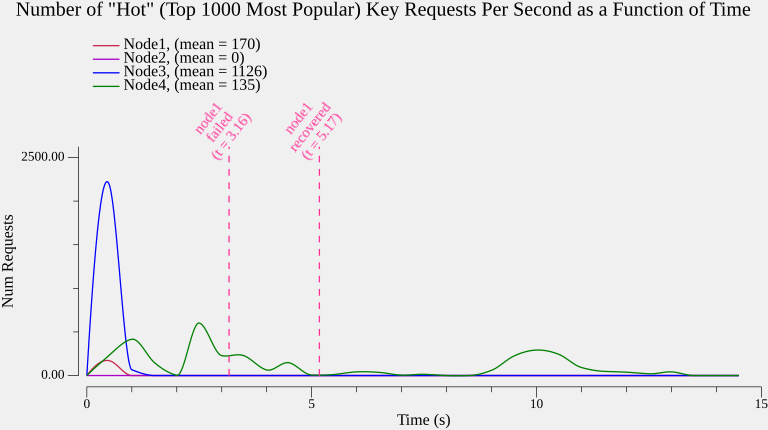 Number of "Hot" (Top 1000 Most Popular) Key Requests Per Second as a Function of Time
Node1, (mean = 170)
Node2, (mean = 0)
Node3, (mean = 1126)
Node4, (mean = 135)
node1
failed
(t = 3.16)
node1
recovered
(t = 5.17)
2500.00
Num Requests
0.00
0
5
10
15
Time (s)